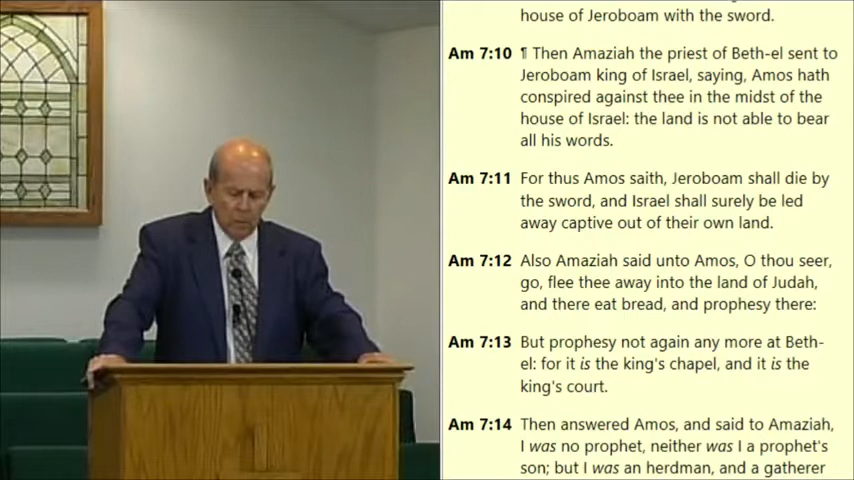 house of Jeroboam with the sword.
Am 7:10 ¶ Then Amaziah the priest of Beth-el sent to
Jeroboam king of Israel, saying, Amos hath
conspired against thee in the midst of the
house of Israel: the land is not able to bear
all his words.
Am 7:11 For thus Amos saith, Jeroboam shall die by
the sword, and Israel shall surely be led
away captive out of their own land.
Am 7:12 Also Amaziah said unto Amos, O thou seer,
go, flee thee away into the land of Judah,
and there eat bread, and prophesy there:
Am 7:13 But prophesy not again any more at Beth-
el: for it is the king's chapel, and it is the
king's court.
Am 7:14 Then answered Amos, and said to Amaziah,
I was no prophet, neither was I a prophet's
son; but I was an herdman, and a gatherer